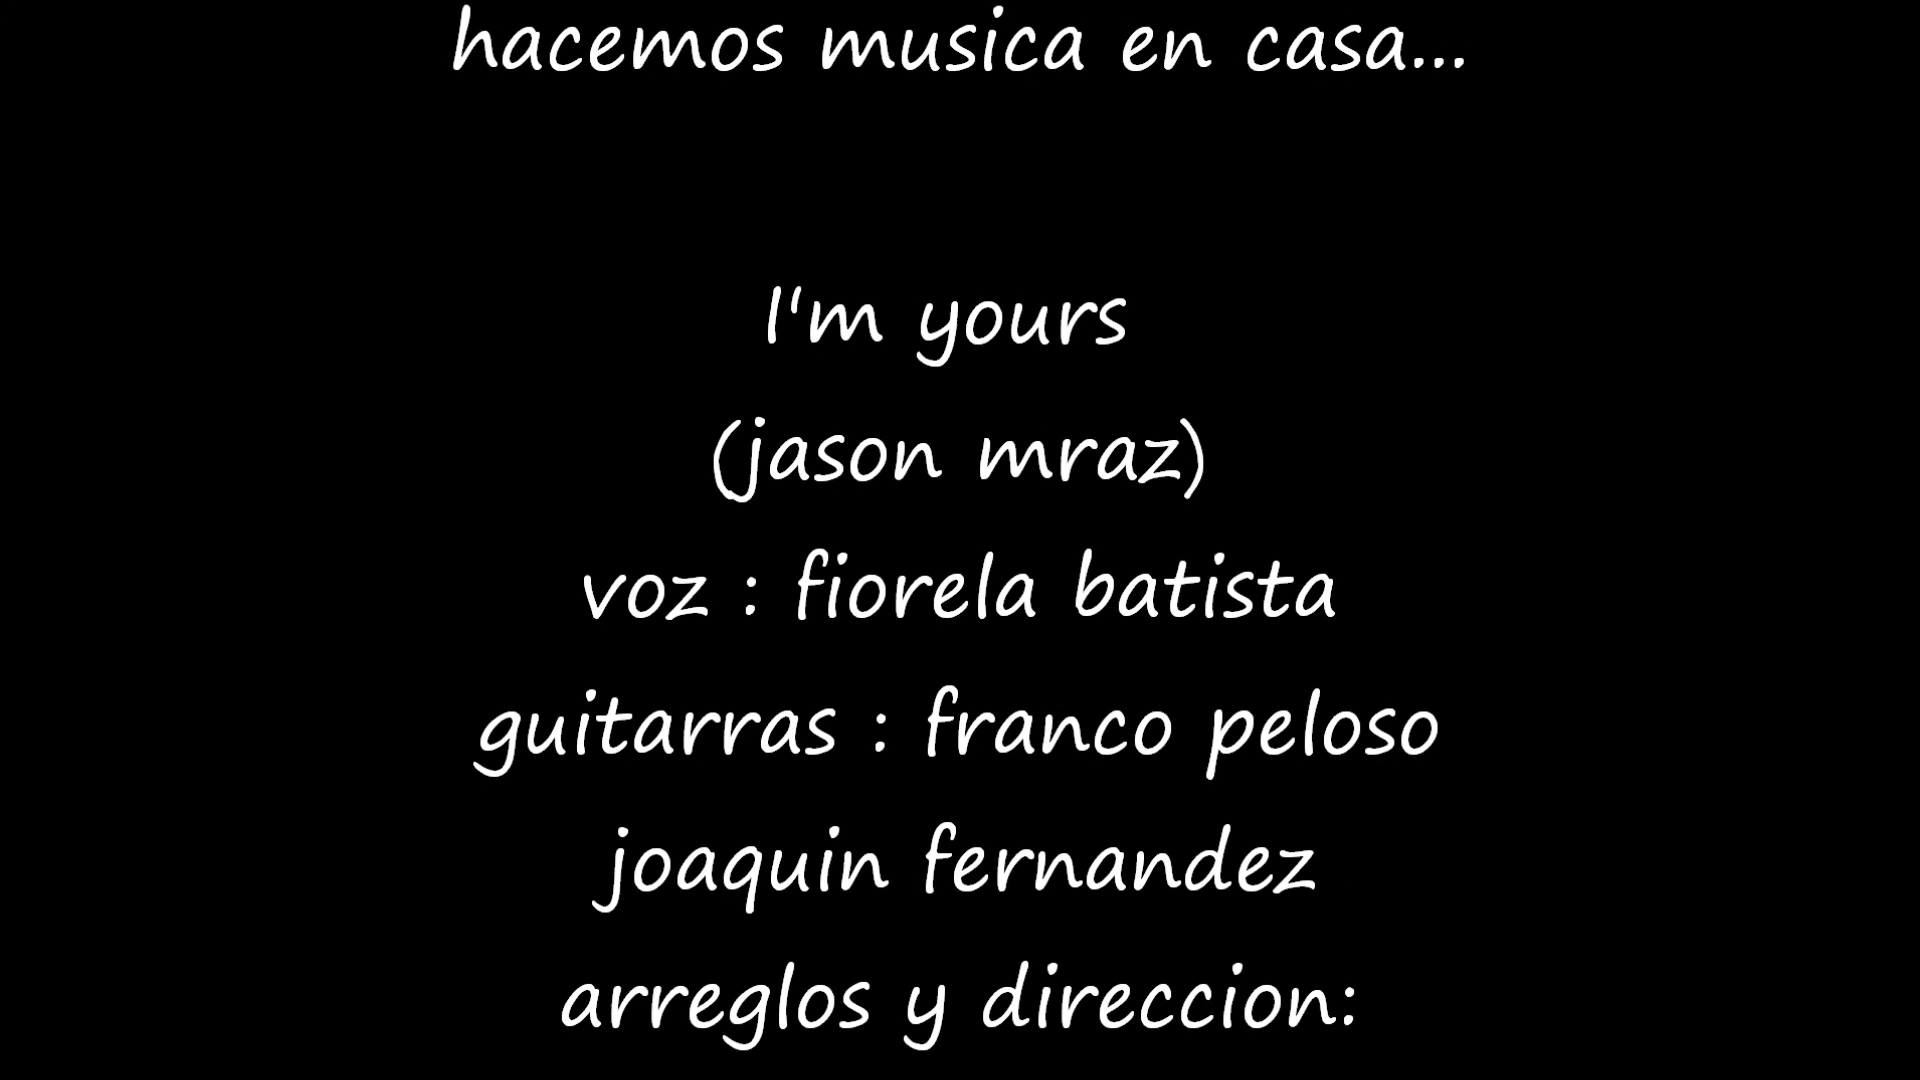 hacemos musica en casa...
I'm yours
(jason mraz)
voz : fiorela batista
guitarras : franco peloso
joaquin fernandez
arreglos y direccion: